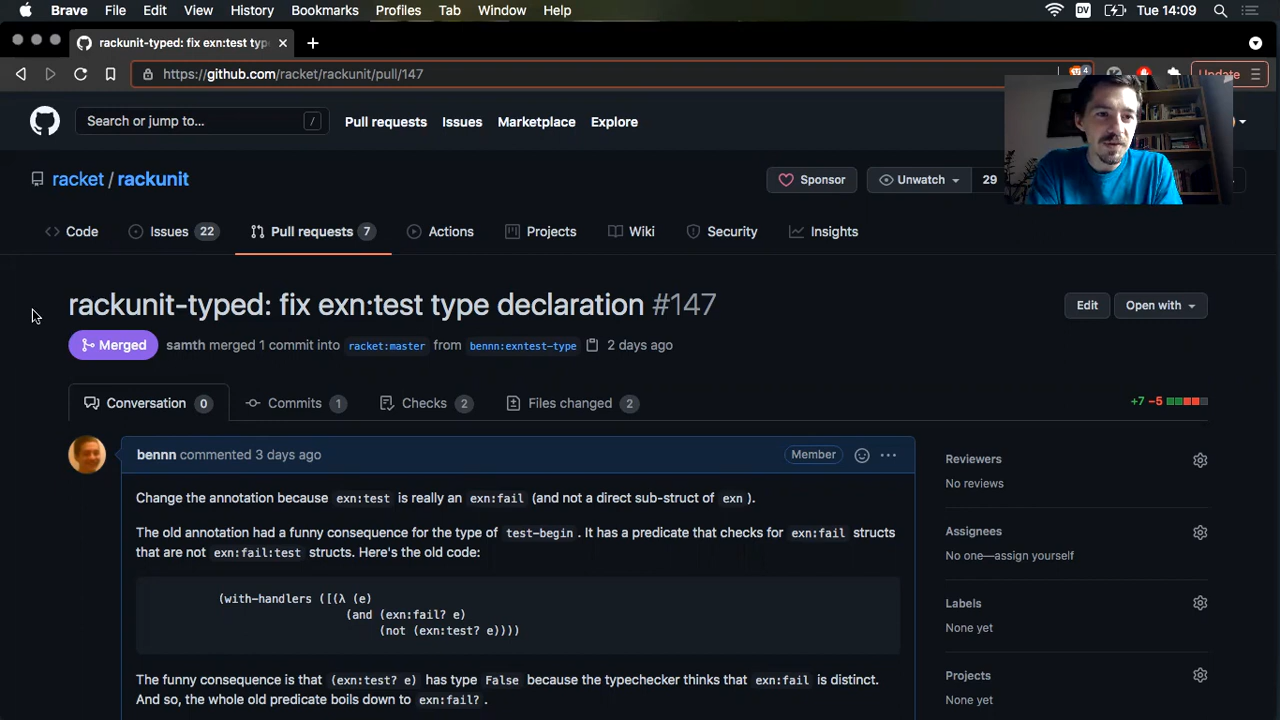 Brave File Edit View History Bookmarks Profiles Tab Window Help DV Tue 14:09
rackunit-typed: fix exn:test typ
https://github.com/racket/rackunit/pull/147 4 Update
Search or jump to... / Pull requests Issues Marketplace Explore
racket / rackunit Sponsor Unwatch 29
Code Issues 22 Pull requests 7 Actions Projects Wiki Security Insights
rackunit-typed: fix exn:test type declaration #147 Edit Open with
Merged samth merged 1 commit into racket:master from bennn:exntest-type 2 days ago
Conversation 0 Commits 1 Checks 2 Files changed 2 +7 −5
bennn commented 3 days ago Member
Reviewers
No reviews
Change the annotation because exn:test is really an exn:fail (and not a direct sub-struct of exn ).
The old annotation had a funny consequence for the type of test-begin . It has a predicate that checks for exn:fail structs
that are not exn:fail:test structs. Here's the old code:
Assignees
No one—assign yourself
(with-handlers ([(λ (e)
(and (exn:fail? e)
(not (exn:test? e))))
Labels
None yet
The funny consequence is that (exn:test? e) has type False because the typechecker thinks that exn:fail is distinct.
And so, the whole old predicate boils down to exn:fail? .
Projects
None yet